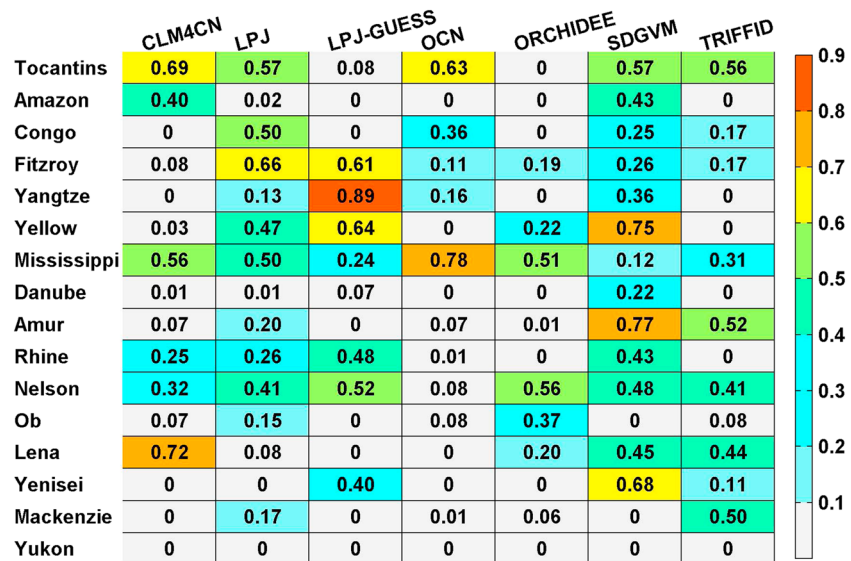 CLM4CN LPJ LPJ-GUESS OCN ORCHIDEE SDGVM TRIFFID
Tocantins 0.69 0.57 0.08 0.63 0 0.57 0.56
Amazon 0.40 0.02 0 0 0 0.43 0
Congo 0 0.50 0 0.36 0 0.25 0.17
Fitzroy 0.08 0.66 0.61 0.11 0.19 0.26 0.17
Yangtze 0 0.13 0.89 0.16 0 0.36 0
Yellow 0.03 0.47 0.64 0 0.22 0.75 0
Mississippi 0.56 0.50 0.24 0.78 0.51 0.12 0.31
Danube 0.01 0.01 0.07 0 0 0.22 0
Amur 0.07 0.20 0 0.07 0.01 0.77 0.52
Rhine 0.25 0.26 0.48 0.01 0 0.43 0
Nelson 0.32 0.41 0.52 0.08 0.56 0.48 0.41
Ob 0.07 0.15 0 0.08 0.37 0 0.08
Lena 0.72 0.08 0 0 0.20 0.45 0.44
Yenisei 0 0 0.40 0 0 0.68 0.11
Mackenzie 0 0.17 0 0.01 0.06 0 0.50
Yukon 0 0 0 0 0 0 0
0.9
0.8
0.7
0.6
0.5
0.4
0.3
0.2
0.1